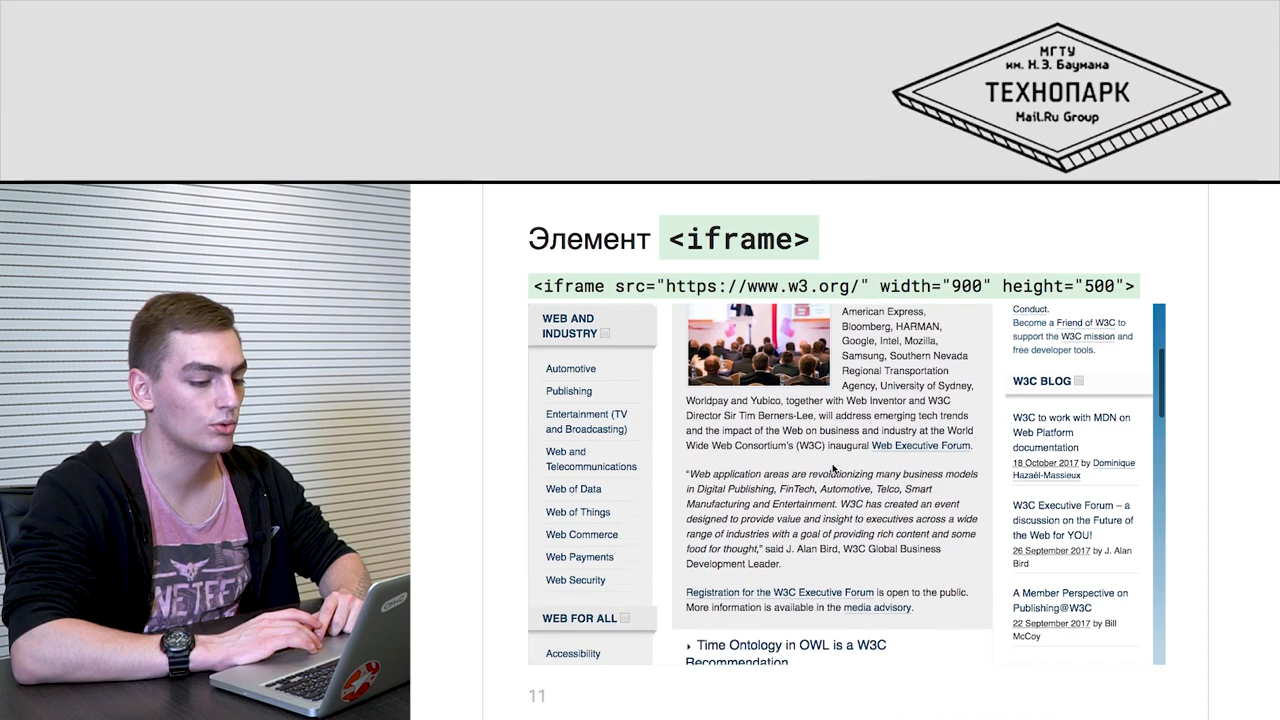 МГТУ
им. Н.Э. Баумана
ТЕХНОПАРК
Mail.Ru Group
Элемент <iframe>
<iframe src="https://www.w3.org/" width="900" height="500">
WEB AND
INDUSTRY
Automotive
Publishing
Entertainment (TV
and Broadcasting)
Web and
Telecommunications
Web of Data
Web of Things
Web Commerce
Web Payments
Web Security
WEB FOR ALL
Accessibility
American Express,
Bloomberg, HARMAN,
Google, Intel, Mozilla,
Samsung, Southern Nevada
Regional Transportation
Agency, University of Sydney,
Worldpay and Yubico, together with Web Inventor and W3C
Director Sir Tim Berners-Lee, will address emerging tech trends
and the impact of the Web on business and industry at the World
Wide Web Consortium's (W3C) inaugural Web Executive Forum.
“Web application areas are revolutionizing many business models
in Digital Publishing, FinTech, Automotive, Telco, Smart
Manufacturing and Entertainment. W3C has created an event
designed to provide value and insight to executives across a wide
range of industries with a goal of providing rich content and some
food for thought,” said J. Alan Bird, W3C Global Business
Development Leader.
Registration for the W3C Executive Forum is open to the public.
More information is available in the media advisory.
Time Ontology in OWL is a W3C
Recommendation
Conduct.
Become a Friend of W3C to
support the W3C mission and
free developer tools.
W3C BLOG
W3C to work with MDN on
Web Platform
documentation
18 October 2017 by Dominique
Hazaël-Massieux
W3C Executive Forum – a
discussion on the Future of
the Web for YOU!
26 September 2017 by J. Alan
Bird
A Member Perspective on
Publishing@W3C
22 September 2017 by Bill
McCoy
11